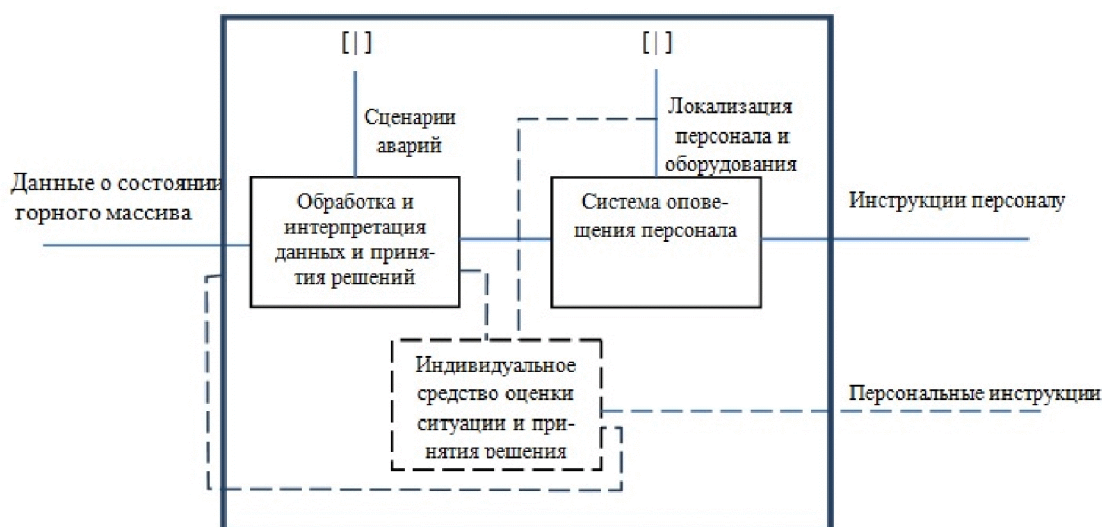 [|]
[|]
Сценарии
аварий
Локализация
персонала и
оборудования
Данные о состоянии
горного массива
Обработка и
интерпретация
данных и приня-
тия решений
Система опове-
щения персонала
Инструкции персоналу
Индивидуальное
средство оценки
ситуации и при-
нятия решения
Персональные инструкции